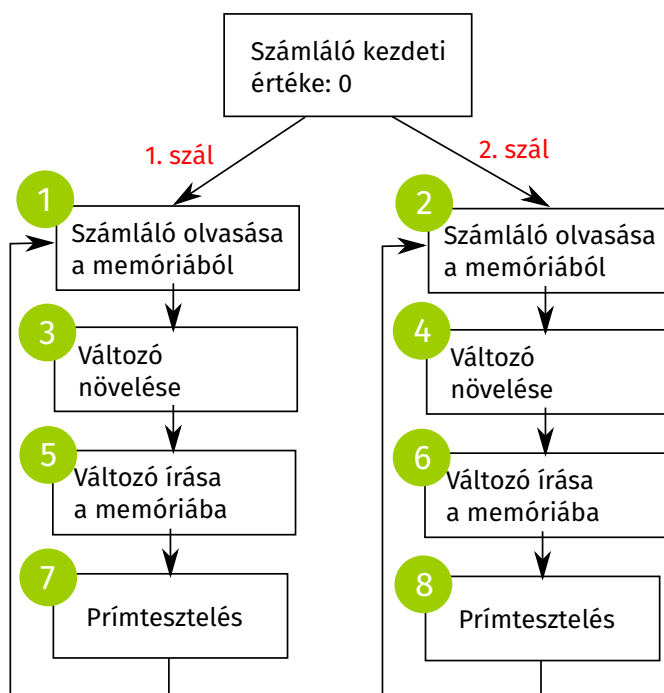 Számláló kezdeti
értéke: 0
1. szál
2. szál
1
Számláló olvasása
a memóriából
2
Számláló olvasása
a memóriából
3
Változó
növelése
4
Változó
növelése
5
Változó írása
a memóriába
6
Változó írása
a memóriába
7
Prímtesztelés
8
Prímtesztelés